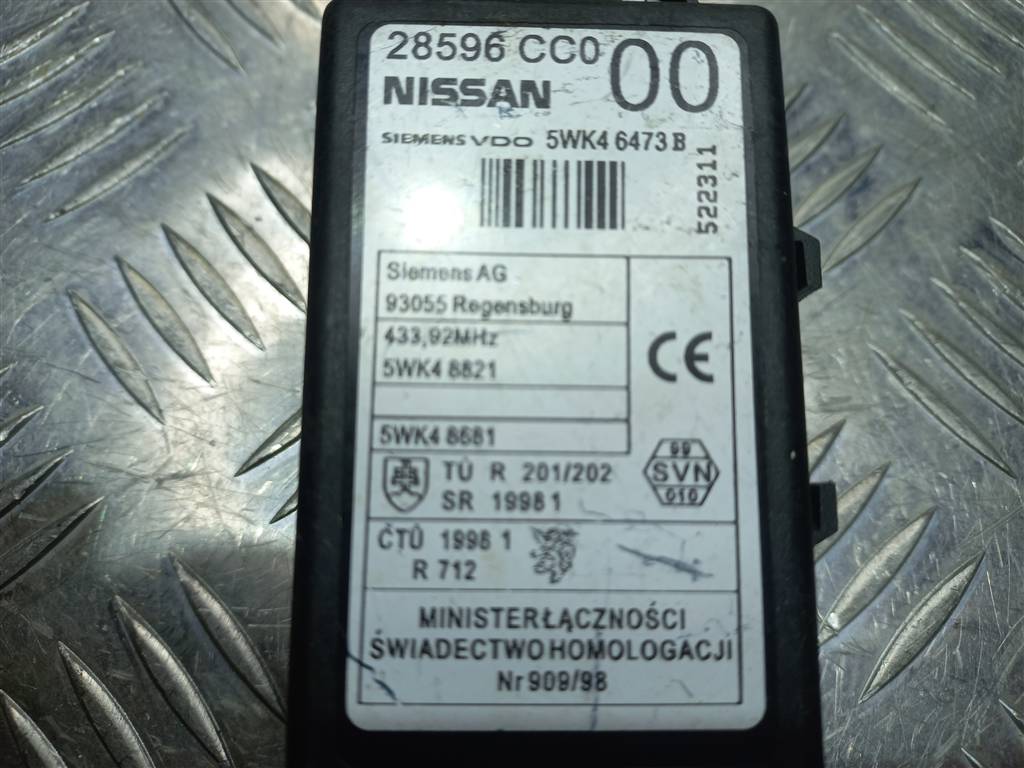 28596 CC0 00
NISSAN
SIEMENS VDO 5WK4 6473 B
522311
Siemens AG
93055 Regensburg
433,92MHz
5WK4 8821
CE
5WK4 8681
TÚ R 201/202
SR 1998 1
99
SVN
010
ČTÚ 1998 1
R 712
MINISTER ŁĄCZNOŚCI
ŚWIADECTWO HOMOLOGACJI
Nr 909/98